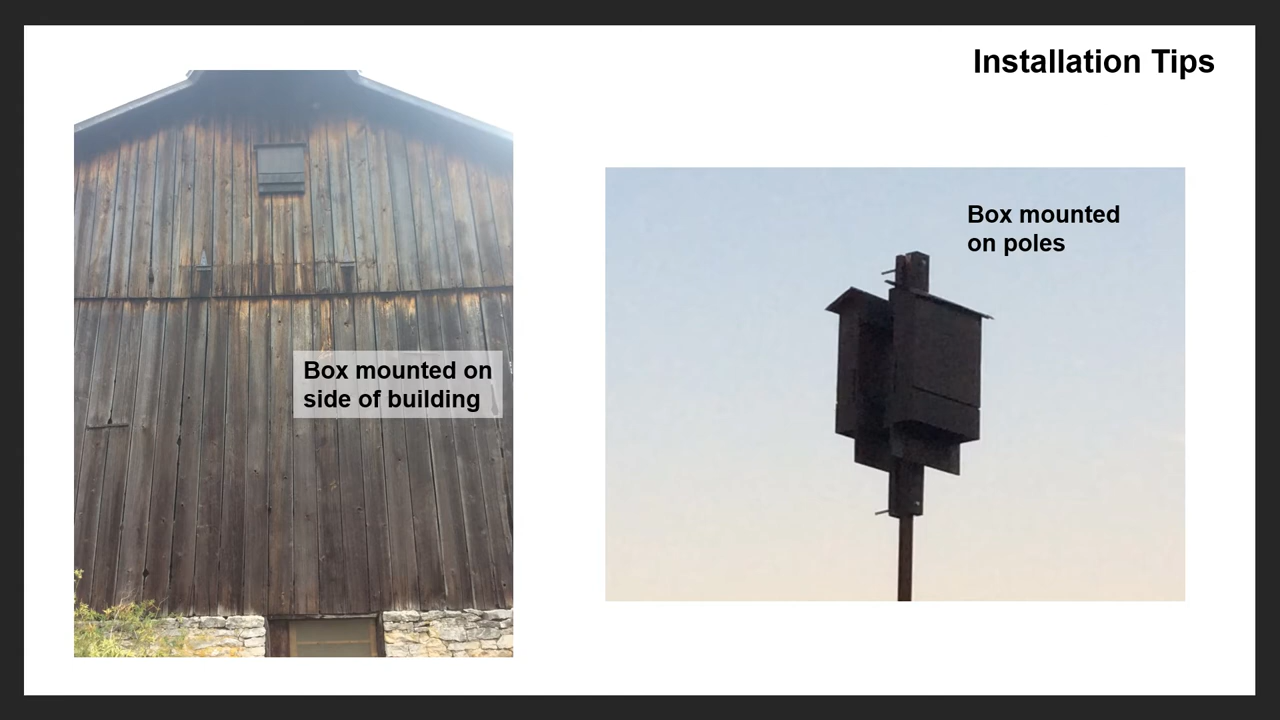 Installation Tips
Box mounted on
side of building
Box mounted
on poles